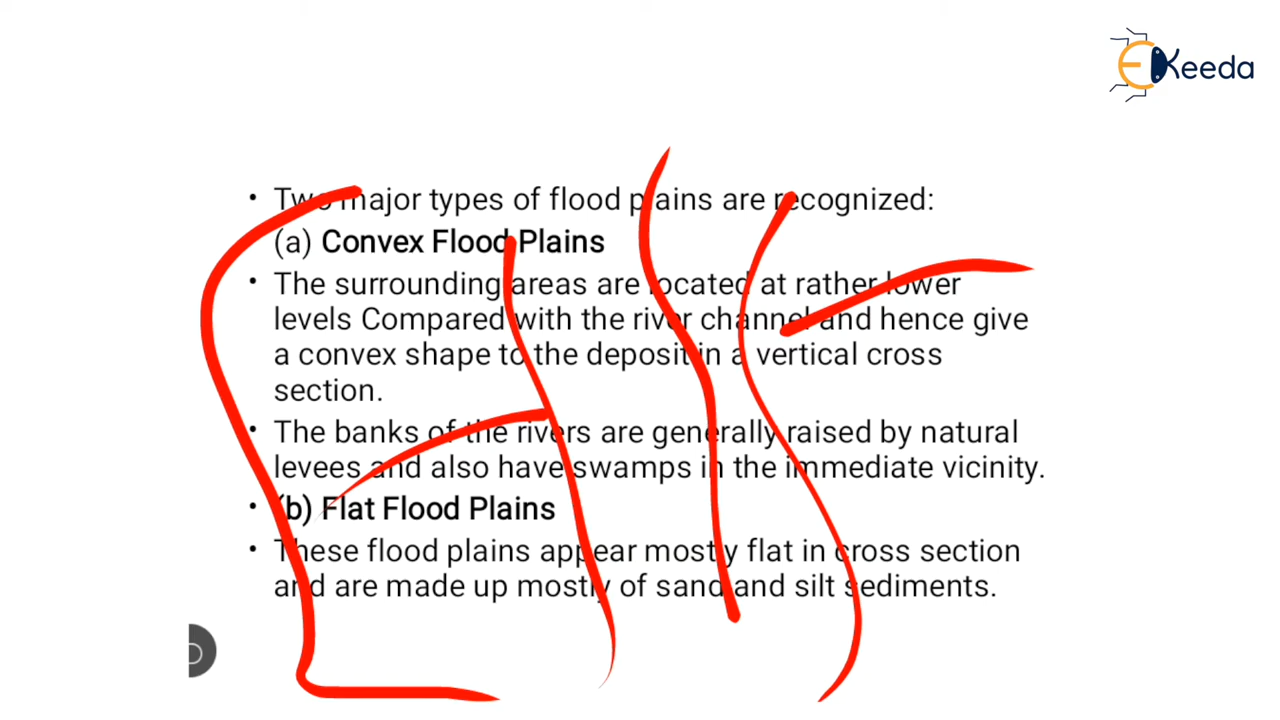 EKeeda
• Two major types of flood plains are recognized:
(a) Convex Flood Plains
• The surrounding areas are located at rather lower
levels Compared with the river channel and hence give
a convex shape to the deposit in a vertical cross
section.
• The banks of the rivers are generally raised by natural
levees and also have swamps in the immediate vicinity.
• (b) Flat Flood Plains
• These flood plains appear mostly flat in cross section
and are made up mostly of sand and silt sediments.